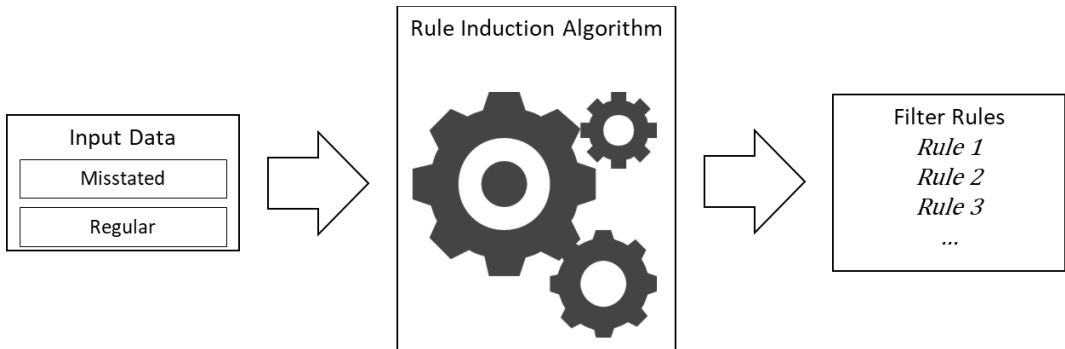 Rule Induction Algorithm
Input Data
Misstated
Regular
Filter Rules
Rule 1
Rule 2
Rule 3
...